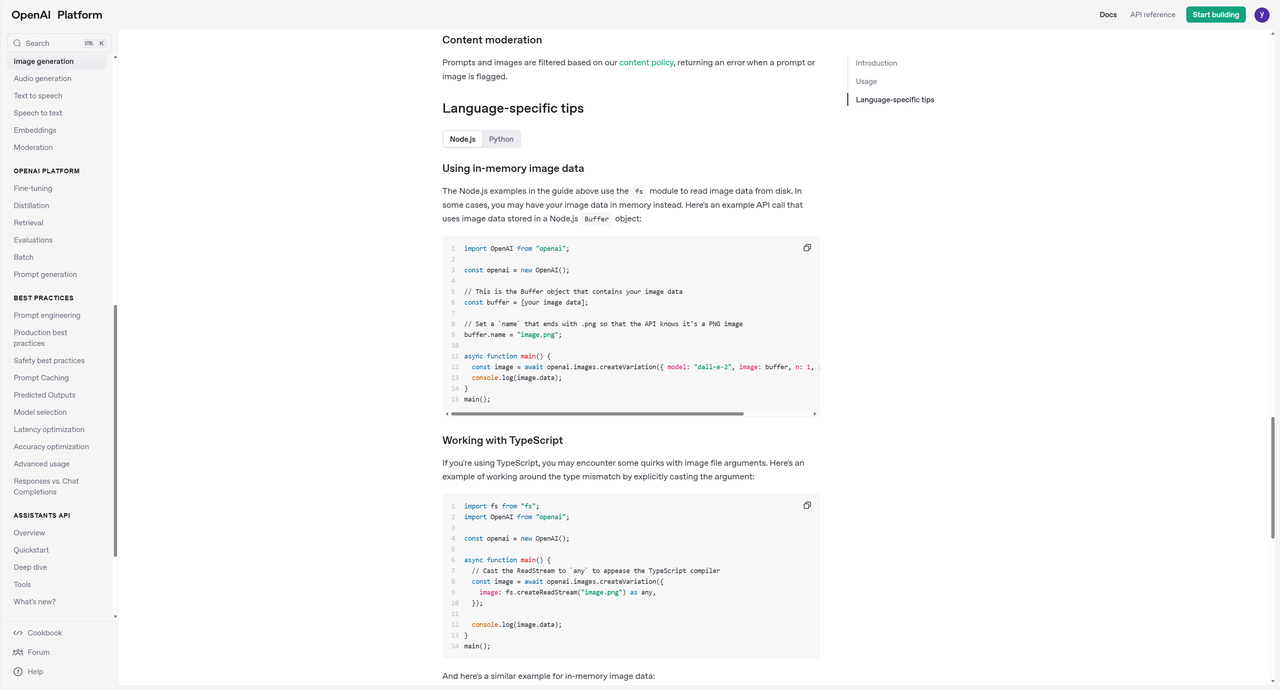 OpenAI Platform
Docs
API reference
Start building
Y
Search
CTRL K
Image generation
Audio generation
Text to speech
Speech to text
Embeddings
Moderation
OPENAI PLATFORM
Fine-tuning
Distillation
Retrieval
Evaluations
Batch
Prompt generation
BEST PRACTICES
Prompt engineering
Production best
practices
Safety best practices
Prompt Caching
Predicted Outputs
Model selection
Latency optimization
Accuracy optimization
Advanced usage
Responses vs. Chat
Completions
ASSISTANTS API
Overview
Quickstart
Deep dive
Tools
What's new?
Cookbook
Forum
Help
Content moderation
Prompts and images are filtered based on our content policy, returning an error when a prompt or
image is flagged.
Language-specific tips
Node.js Python
Using in-memory image data
The Node.js examples in the guide above use the fs module to read image data from disk. In
some cases, you may have your image data in memory instead. Here's an example API call that
uses image data stored in a Node.js Buffer object:
1 import OpenAI from "openai";
2
3 const openai = new OpenAI();
4
5 // This is the Buffer object that contains your image data
6 const buffer = [your image data];
7
8 // Set a `name` that ends with .png so that the API knows it's a PNG image
9 buffer.name = "image.png";
10
11 async function main() {
12 const image = await openai.images.createVariation({ model: "dall-e-2", image: buffer, n: 1,
13 console.log(image.data);
14 }
15 main();
Working with TypeScript
If you're using TypeScript, you may encounter some quirks with image file arguments. Here's an
example of working around the type mismatch by explicitly casting the argument:
1 import fs from "fs";
2 import OpenAI from "openai";
3
4 const openai = new OpenAI();
5
6 async function main() {
7 // Cast the ReadStream to `any` to appease the TypeScript compiler
8 const image = await openai.images.createVariation({
9 image: fs.createReadStream("image.png") as any,
10 });
11
12 console.log(image.data);
13 }
14 main();
And here's a similar example for in-memory image data:
Introduction
Usage
Language-specific tips